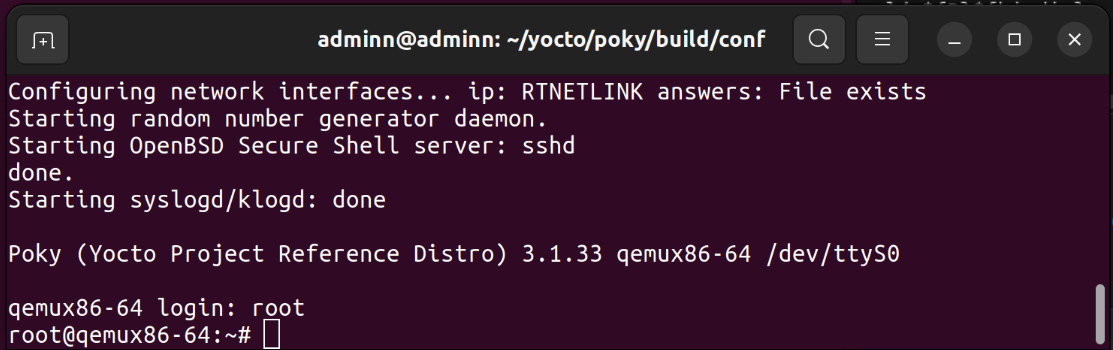 adminn@adminn: ~/yocto/poky/build/conf
Configuring network interfaces... ip: RTNETLINK answers: File exists
Starting random number generator daemon.
Starting OpenBSD Secure Shell server: sshd
done.
Starting syslogd/klogd: done
Poky (Yocto Project Reference Distro) 3.1.33 qemux86-64 /dev/ttyS0
qemux86-64 login: root
root@qemux86-64:~#